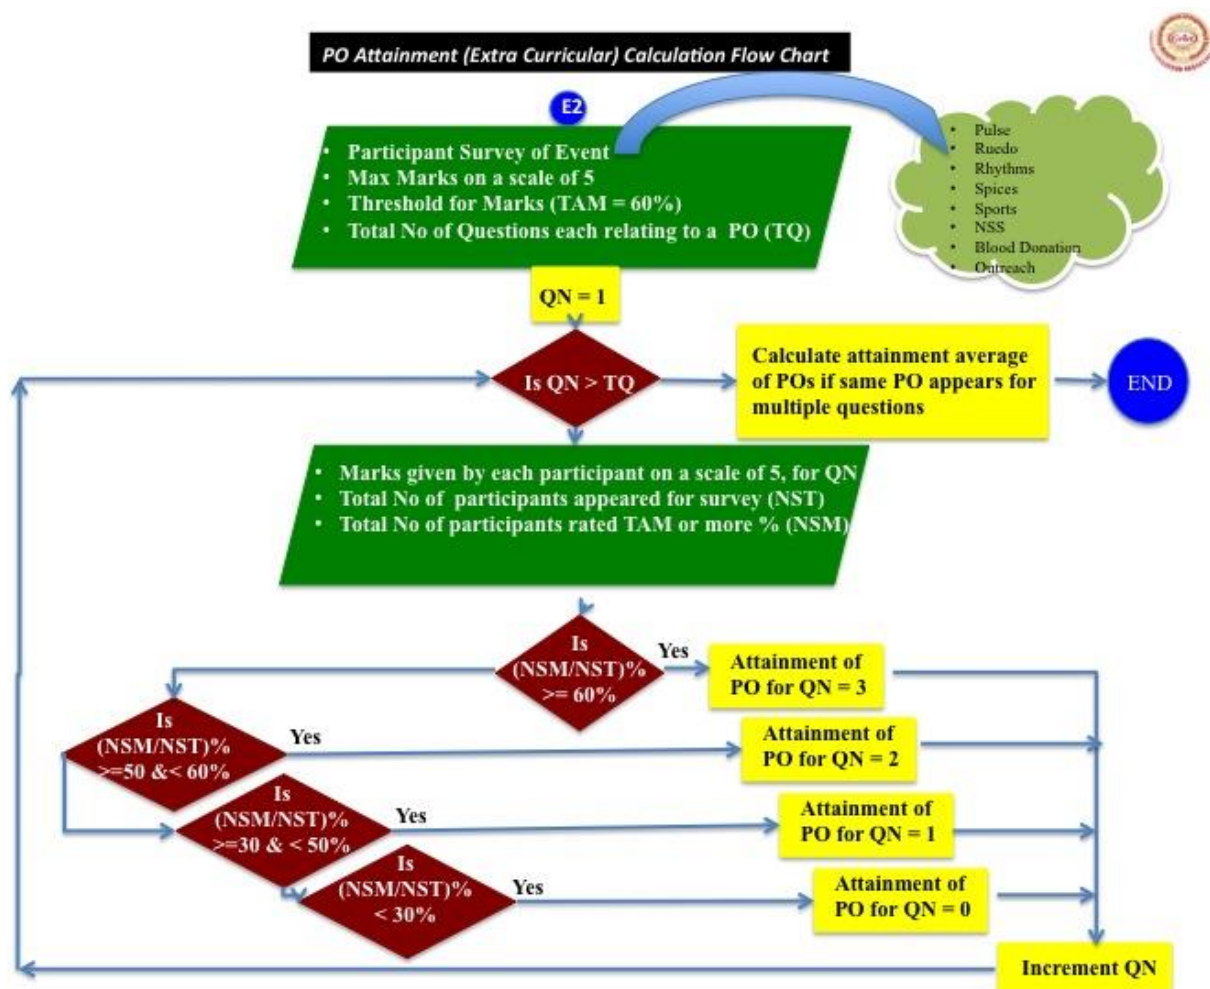 PO Attainment (Extra Curricular) Calculation Flow Chart
E2
• Participant Survey of Event
• Max Marks on a scale of 5
• Threshold for Marks (TAM = 60%)
• Total No of Questions each relating to a PO (TQ)
• Pulse
• Ruedo
• Rhythms
• Spices
• Sports
• NSS
• Blood Donation
• Outreach
QN = 1
Is QN > TQ
Calculate attainment average
of POs if same PO appears for
multiple questions
END
• Marks given by each participant on a scale of 5, for QN
• Total No of participants appeared for survey (NST)
• Total No of participants rated TAM or more % (NSM)
Is
(NSM/NST)%
>= 60%
Yes
Attainment of
PO for QN = 3
Is
(NSM/NST)%
>=50 &< 60%
Yes
Attainment of
PO for QN = 2
Is
(NSM/NST)%
>=30 & < 50%
Yes
Attainment of
PO for QN = 1
Is
(NSM/NST)%
< 30%
Yes
Attainment of
PO for QN = 0
Increment QN